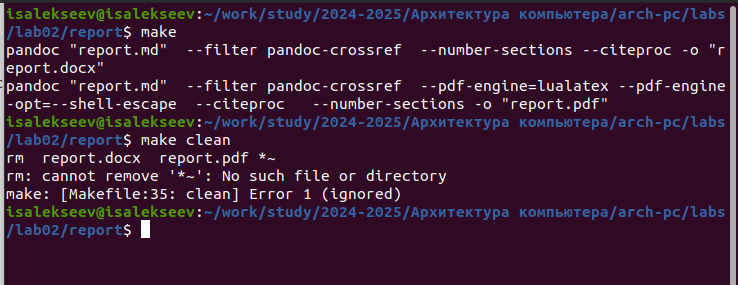 isalekseev@isalekseev:~/work/study/2024-2025/Архитектура компьютера/arch-pc/labs
/lab02/report$ make
pandoc "report.md"  --filter pandoc-crossref  --number-sections --citeproc -o "r
eport.docx"
pandoc "report.md"  --filter pandoc-crossref  --pdf-engine=lualatex --pdf-engine
-opt=--shell-escape  --citeproc   --number-sections -o "report.pdf"
isalekseev@isalekseev:~/work/study/2024-2025/Архитектура компьютера/arch-pc/labs
/lab02/report$ make clean
rm  report.docx  report.pdf *~
rm: cannot remove '*~': No such file or directory
make: [Makefile:35: clean] Error 1 (ignored)
isalekseev@isalekseev:~/work/study/2024-2025/Архитектура компьютера/arch-pc/labs
/lab02/report$